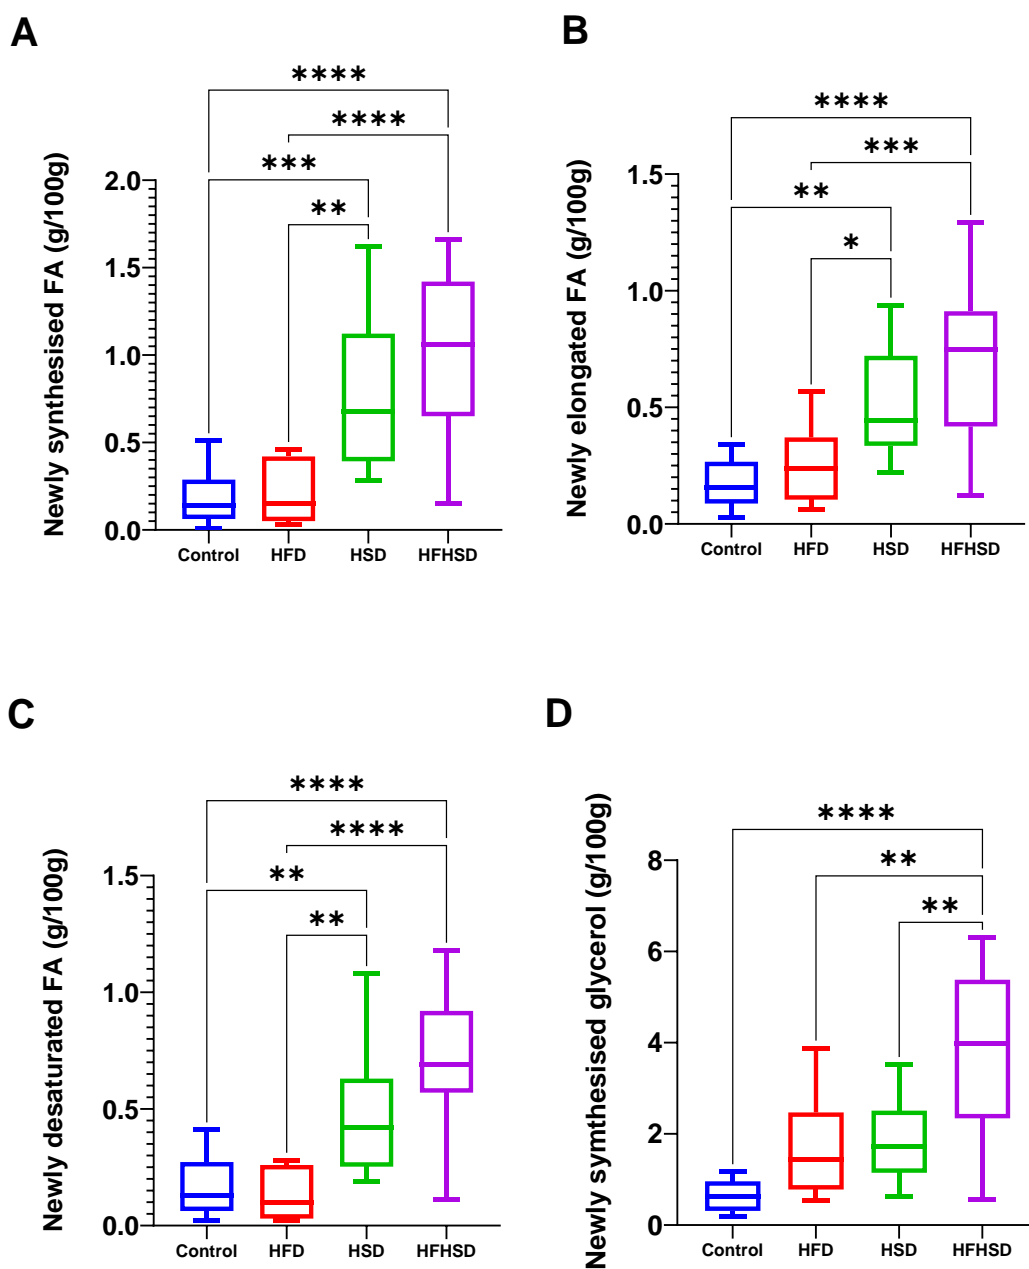 A
****
****
***
**
Newly synthesised FA (g/100g)
2.0
1.5
1.0
0.5
0.0
Control HFD HSD HFHSD
B
****
***
**
*
Newly elongated FA (g/100g)
1.5
1.0
0.5
0.0
Control HFD HSD HFHSD
C
****
****
**
**
Newly desaturated FA (g/100g)
1.5
1.0
0.5
0.0
Control HFD HSD HFHSD
D
****
**
**
Newly symthesised glycerol (g/100g)
8
6
4
2
0
Control HFD HSD HFHSD